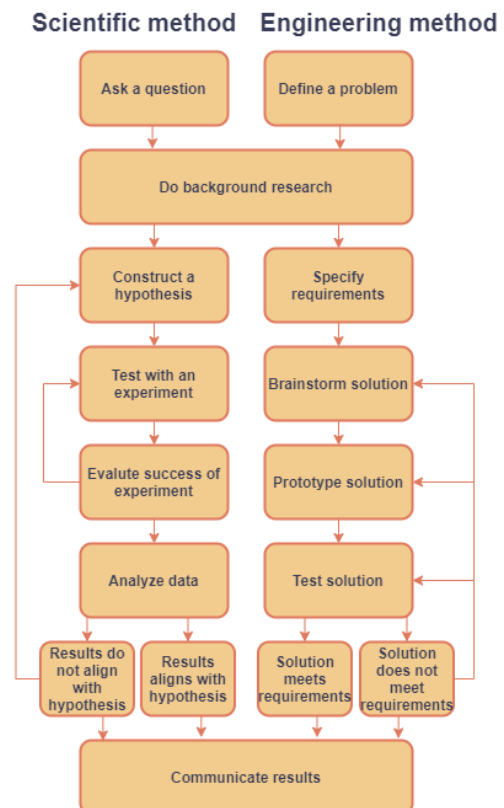 Scientific method
Engineering method
Ask a question
Define a problem
Do background research
Construct a
hypothesis
Specify
requirements
Test with an
experiment
Brainstorm solution
Evalute success of
experiment
Prototype solution
Analyze data
Test solution
Results do
not align
with
hypothesis
Results
aligns with
hypothesis
Solution
meets
requirements
Solution
does not
meet
requirements
Communicate results